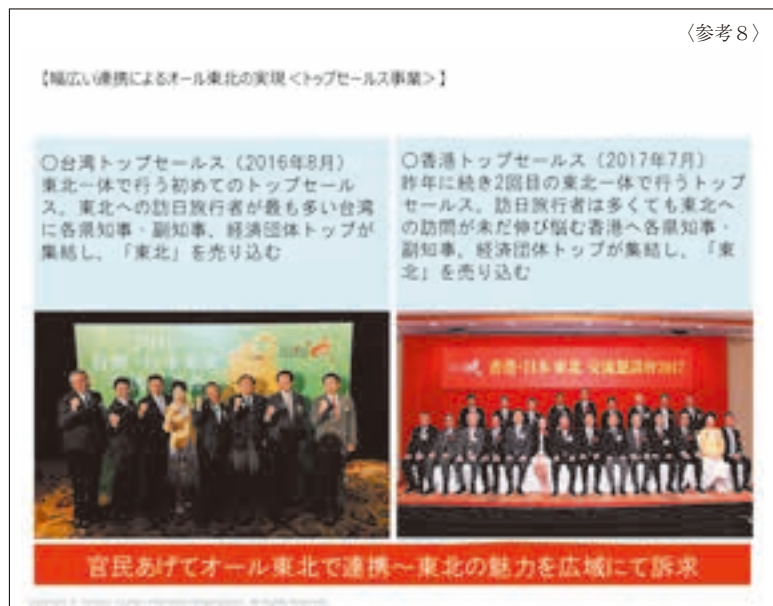 〈参考8〉
【幅広い連携によるオール東北の実現<トップセールス事業>】
○台湾トップセールス（2016年8月）
東北一体で行う初めてのトップセール
ス。東北への訪日旅行者が最も多い台湾
に各県知事・副知事、経済団体トップが
集結し、「東北」を売り込む
○香港トップセールス（2017年7月）
昨年に続き2回目の東北一体で行うトップ
セールス。訪日旅行者は多くても東北へ
の訪問が未だ伸び悩む香港へ各県知事・
副知事、経済団体トップが集結し、「東
北」を売り込む
香港・日本東北 交流懇談会2017
官民あげてオール東北で連携～東北の魅力を広域にて訴求